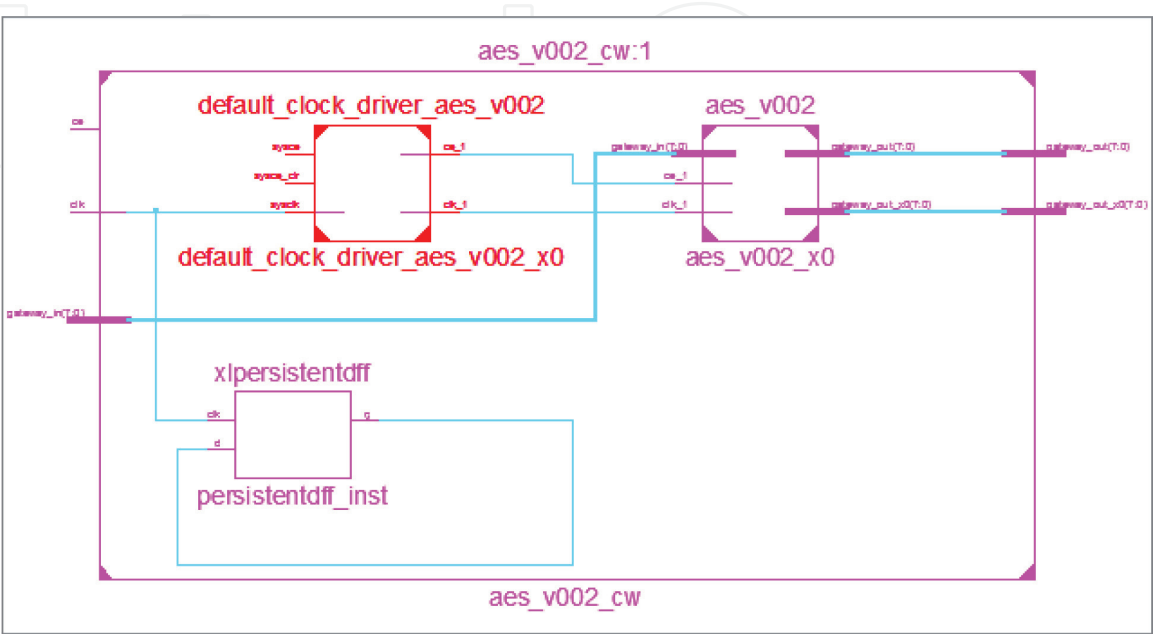 aes_v002_cw:1
default_clock_driver_aes_v002
aes_v002
ce
sysce
ce_1
gateway_in(7:0)
gateway_out(7:0)
gateway_out(7:0)
sysce_clr
ce_1
clk
sysclk
clk_1
clk_1
gateway_out_x0(7:0)
gateway_out_x0(7:0)
default_clock_driver_aes_v002_x0
aes_v002_x0
gateway_in(7:0)
xlpersistentdff
clk
q
d
persistentdff_inst
aes_v002_cw